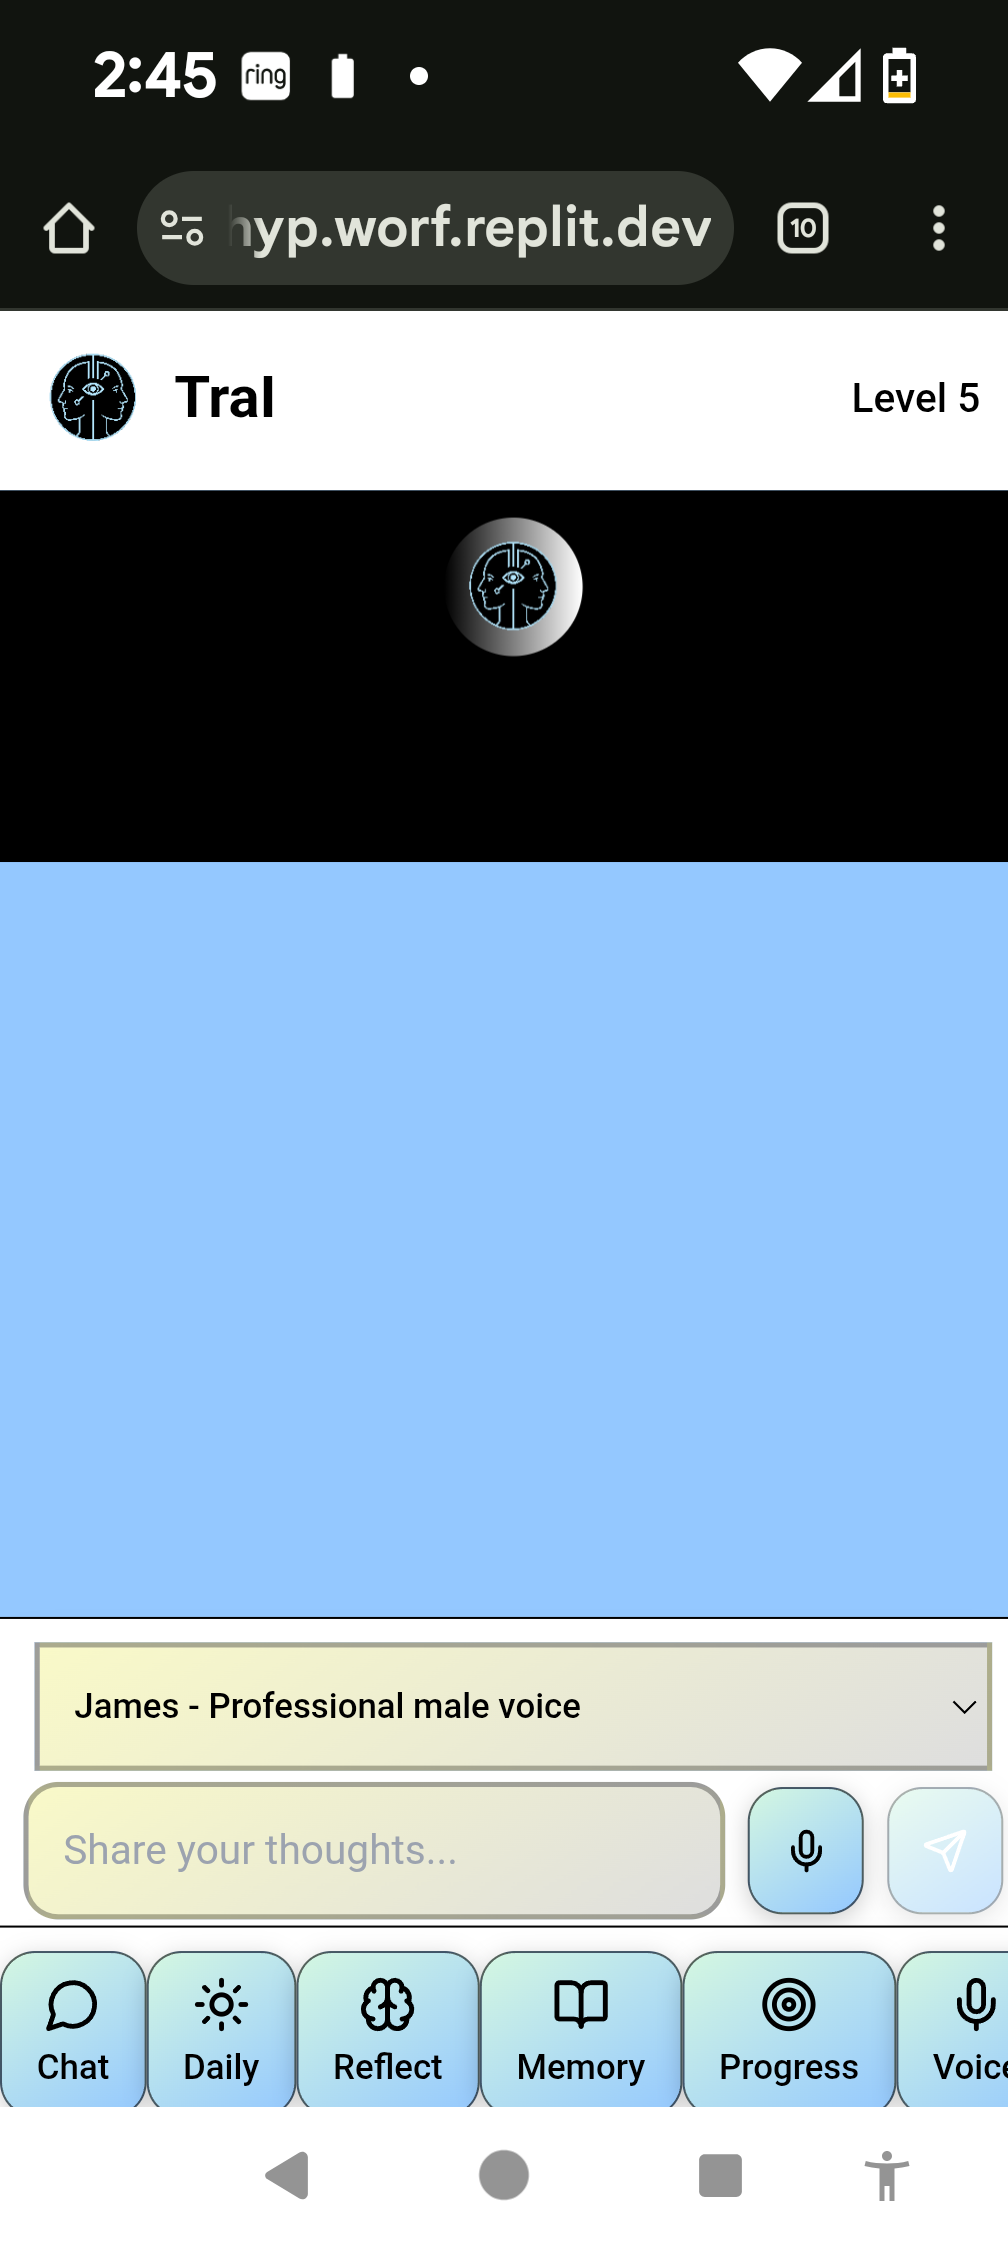 2:45 ring
hyp.worf.replit.dev 10
Tral Level 5
James - Professional male voice
Share your thoughts...
Chat Daily Reflect Memory Progress Voice